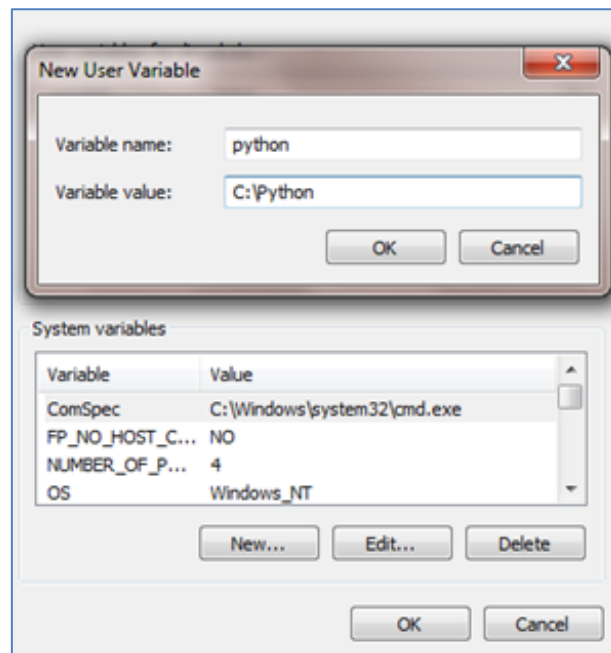 New User Variable
Variable name: python
Variable value: C:\Python
OK Cancel
System variables
Variable Value
ComSpec C:\Windows\system32\cmd.exe
FP_NO_HOST_C... NO
NUMBER_OF_P... 4
OS Windows_NT
New... Edit... Delete
OK Cancel